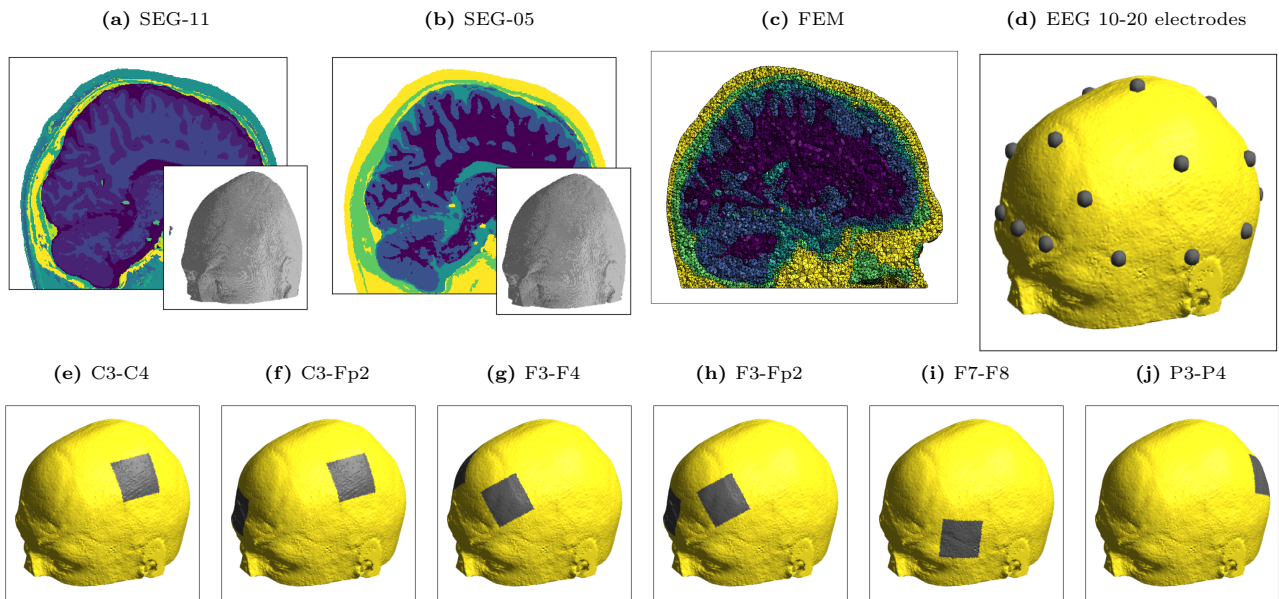 (a) SEG-11
(b) SEG-05
(c) FEM
(d) EEG 10-20 electrodes
(e) C3-C4
(f) C3-Fp2
(g) F3-F4
(h) F3-Fp2
(i) F7-F8
(j) P3-P4